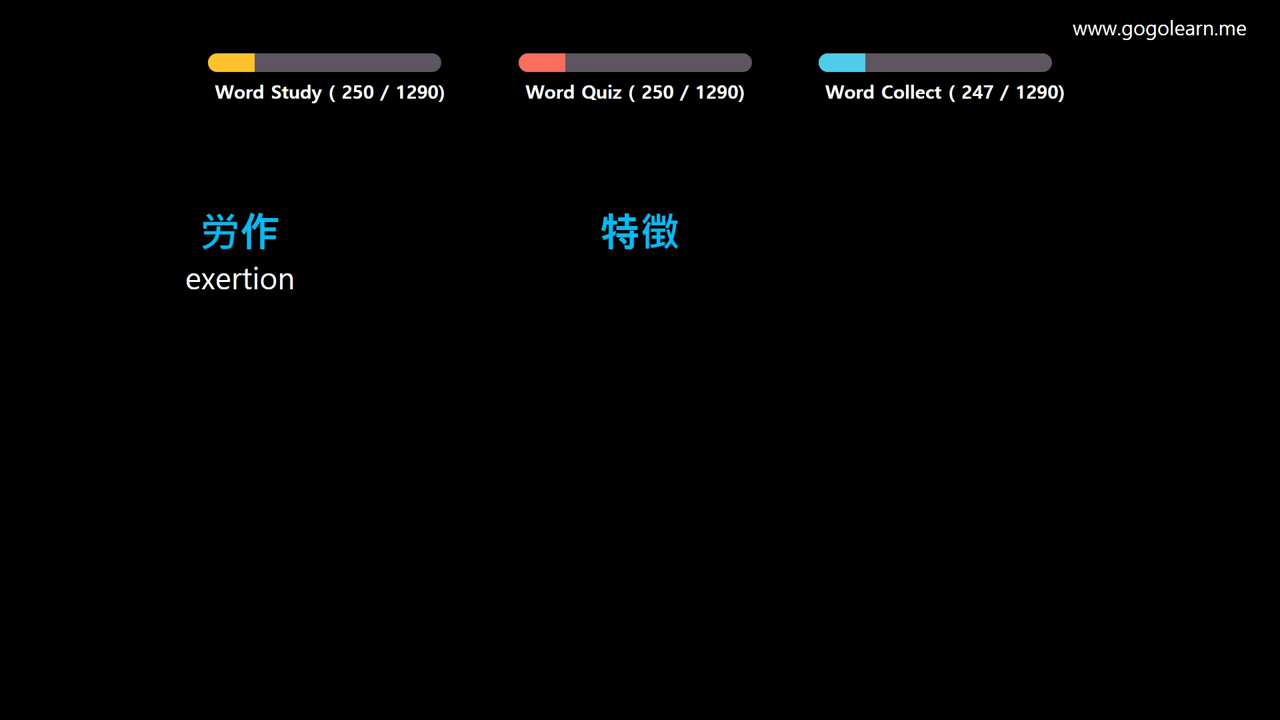 www.gogolearn.me
Word Study ( 250 / 1290)
Word Quiz ( 250 / 1290)
Word Collect ( 247 / 1290)
労作
特徴
exertion